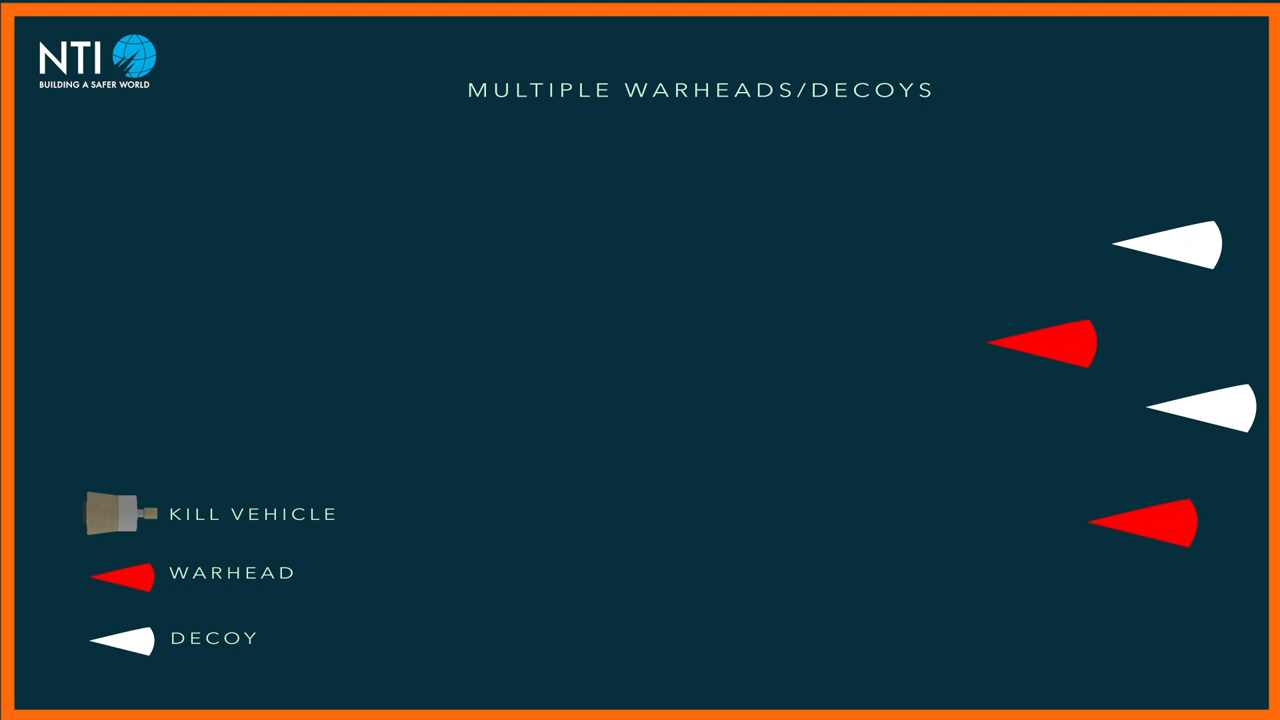 NTI
BUILDING A SAFER WORLD
MULTIPLE WARHEADS/DECOYS
KILL VEHICLE
WARHEAD
DECOY